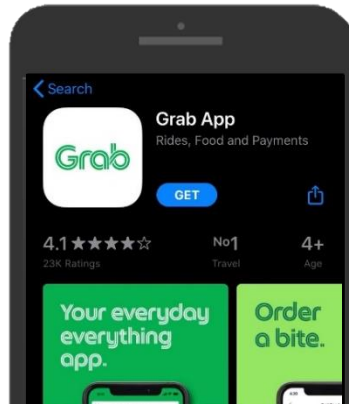 Search
Grab
Grab App
Rides, Food and Payments
GET
4.1 ★★★★☆ No1 4+
23K Ratings Travel Age
Your everyday
everything
app.
Order
a bite.